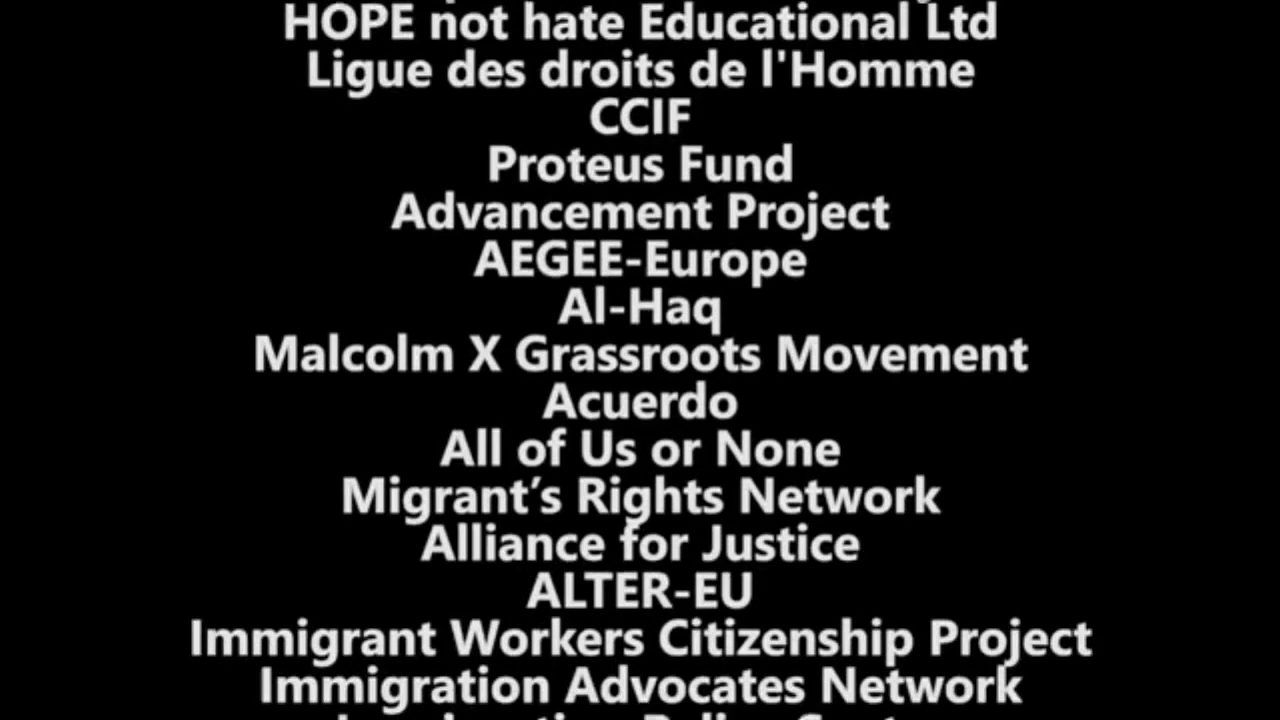 HOPE not hate Educational Ltd
Ligue des droits de l'Homme
CCIF
Proteus Fund
Advancement Project
AEGEE-Europe
Al-Haq
Malcolm X Grassroots Movement
Acuerdo
All of Us or None
Migrant’s Rights Network
Alliance for Justice
ALTER-EU
Immigrant Workers Citizenship Project
Immigration Advocates Network